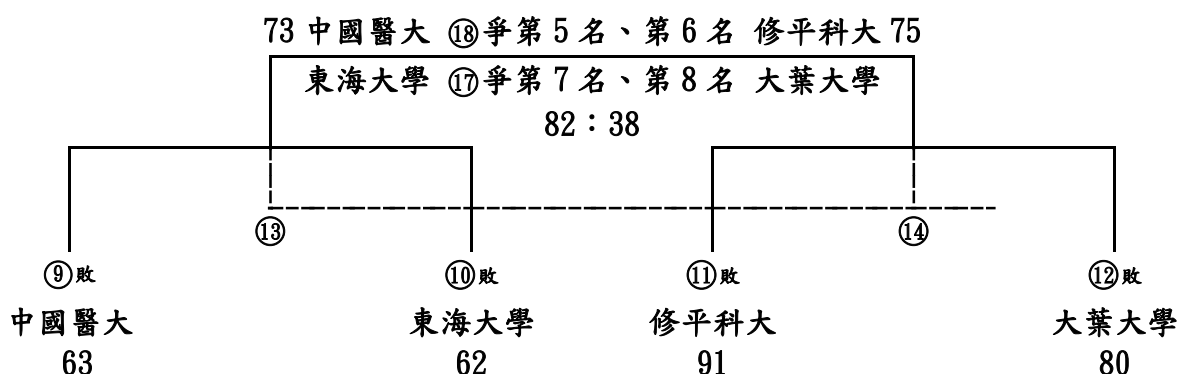 73 中國醫大 ⑱爭第 5 名、第 6 名 修平科大 75
東海大學 ⑰爭第 7 名、第 8 名 大葉大學
82：38
⑬ ⑭
⑨敗 ⑩敗 ⑪敗 ⑫敗
中國醫大 東海大學 修平科大 大葉大學
63 62 91 80